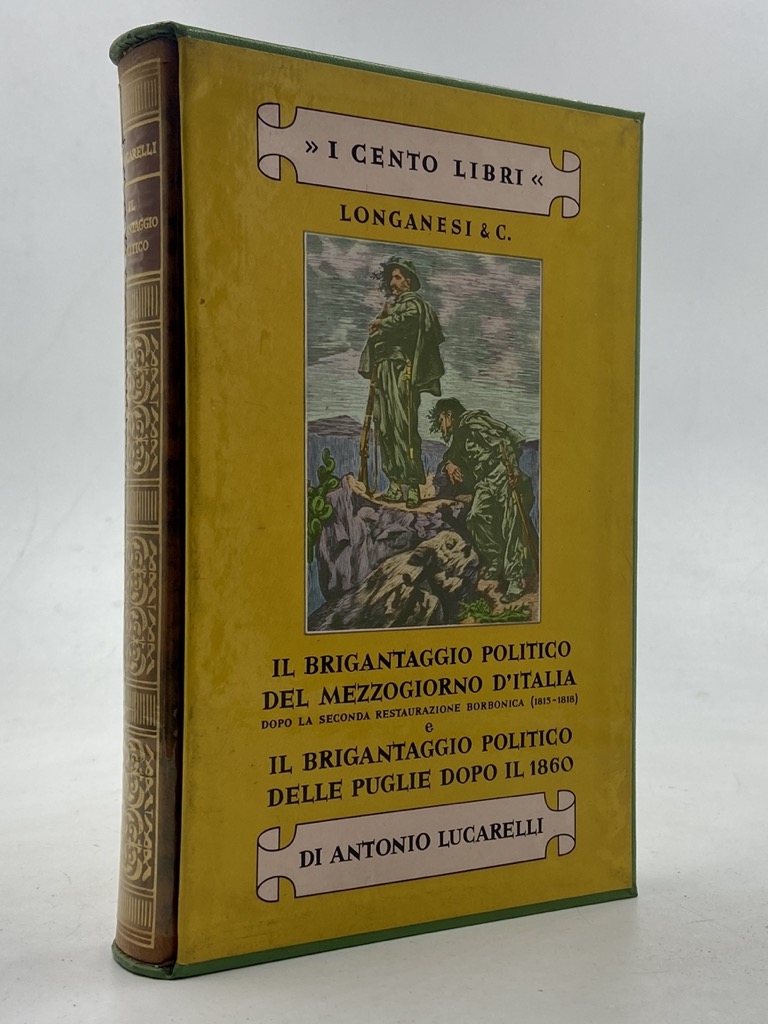 » I CENTO LIBRI «
LONGANESI & C.
IL BRIGANTAGGIO POLITICO
DEL MEZZOGIORNO D'ITALIA
DOPO LA SECONDA RESTAURAZIONE BORBONICA (1815-1818)
e
IL BRIGANTAGGIO POLITICO
DELLE PUGLIE DOPO IL 1860
DI ANTONIO LUCARELLI
IL